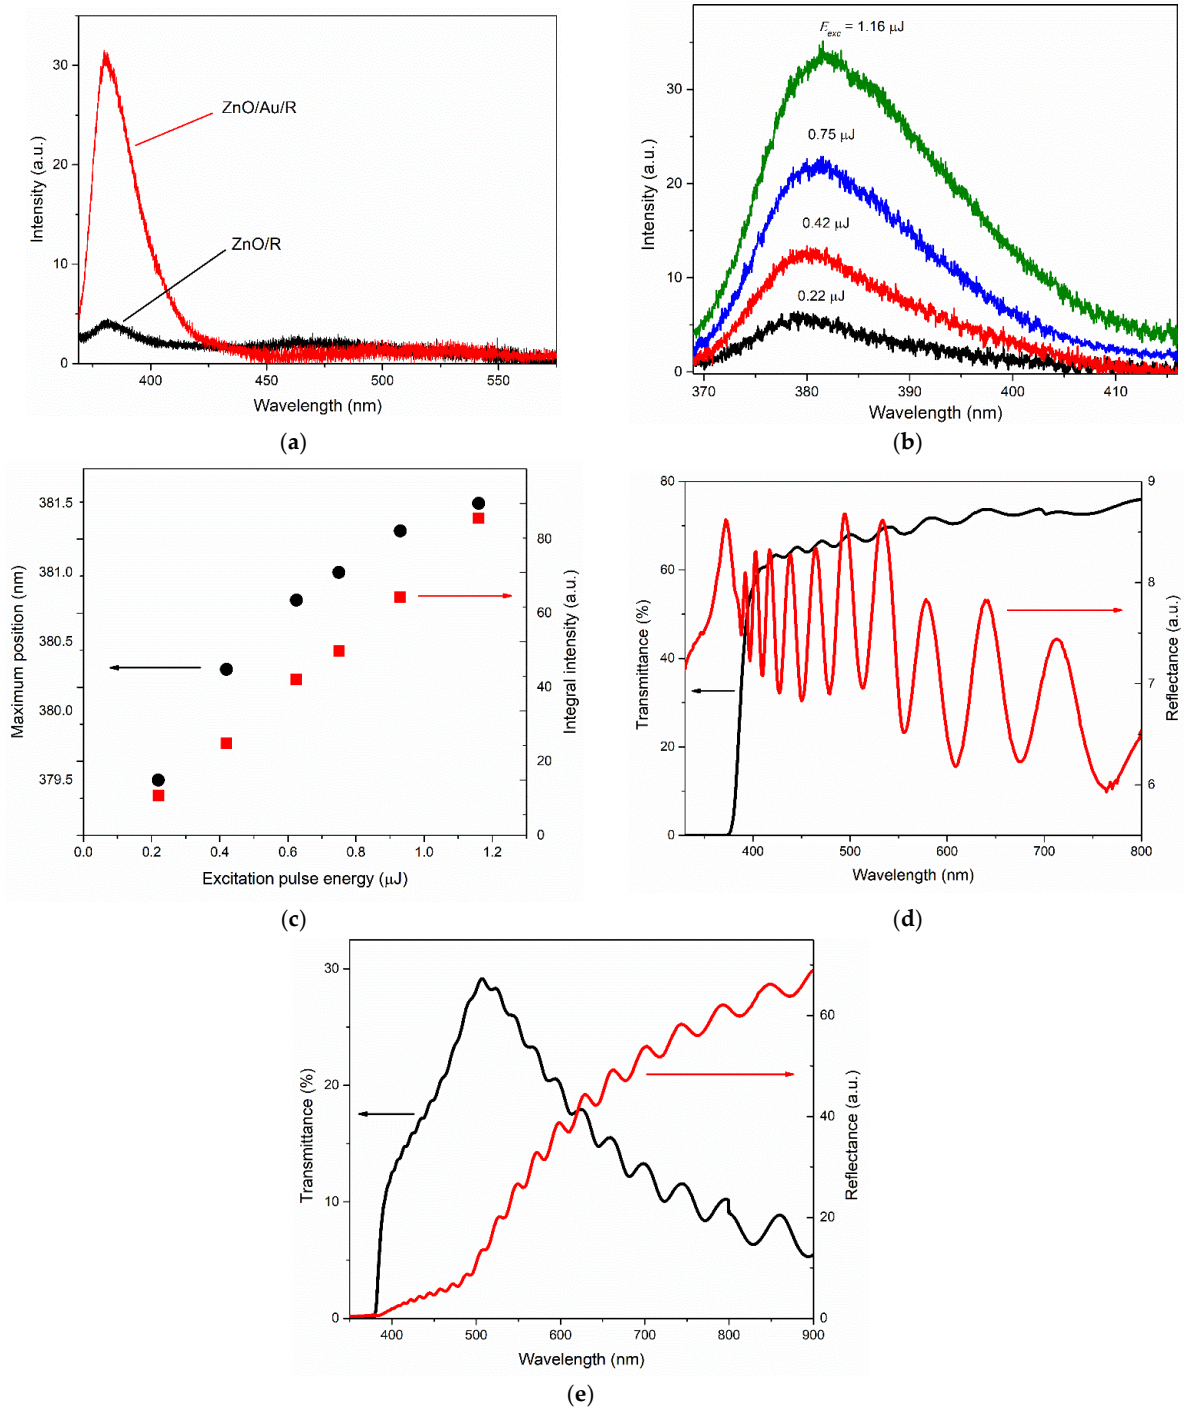 Intensity (a.u.)
30
20
10
0
ZnO/Au/R
ZnO/R
400
450
500
550
Wavelength (nm)
(a)
Intensity (a.u.)
30
20
10
0
E_exc = 1.16 μJ
0.75 μJ
0.42 μJ
0.22 μJ
370
380
390
400
410
Wavelength (nm)
(b)
Maximum position (nm)
381.5
381.0
380.5
380.0
379.5
0.0
0.2
0.4
0.6
0.8
1.0
1.2
Excitation pulse energy (μJ)
80
60
40
20
0
Integral intensity (a.u.)
(c)
Transmittance (%)
80
60
40
20
0
400
500
600
700
800
Wavelength (nm)
9
8
7
6
Reflectance (a.u.)
(d)
Transmittance (%)
30
20
10
0
400
500
600
700
800
900
Wavelength (nm)
60
40
20
0
Reflectance (a.u.)
(e)